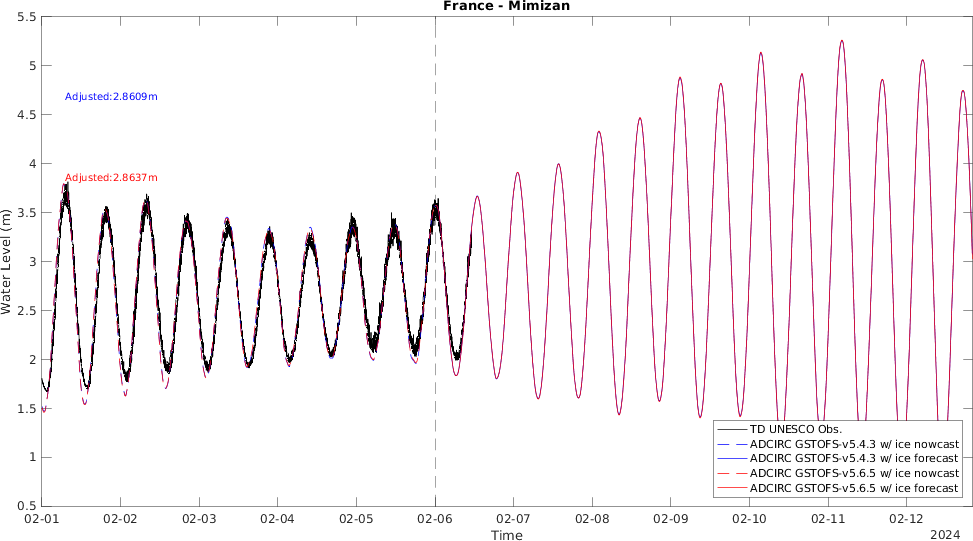 France - Mimizan
5.5
5
4.5
4
3.5
3
2.5
2
1.5
1
0.5
Water Level (m)
Adjusted:2.8609m
Adjusted:2.8637m
TD UNESCO Obs.
ADCIRC GSTOFS-v5.4.3 w/ ice nowcast
ADCIRC GSTOFS-v5.4.3 w/ ice forecast
ADCIRC GSTOFS-v5.6.5 w/ ice nowcast
ADCIRC GSTOFS-v5.6.5 w/ ice forecast
02-01 02-02 02-03 02-04 02-05 02-06 02-07 02-08 02-09 02-10 02-11 02-12
Time
2024